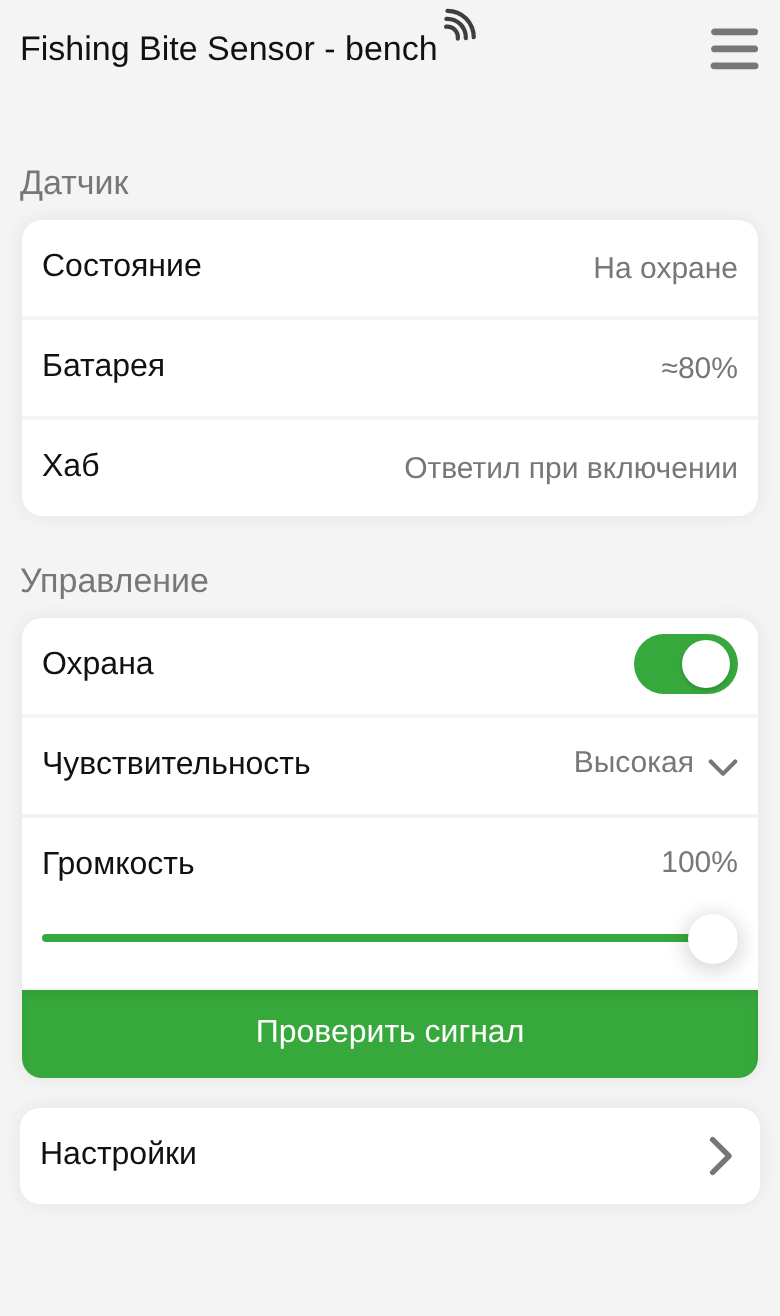 Fishing Bite Sensor - bench
Датчик
Состояние На охране
Батарея ≈80%
Хаб Ответил при включении
Управление
Охрана
Чувствительность Высокая
Громкость 100%
Проверить сигнал
Настройки